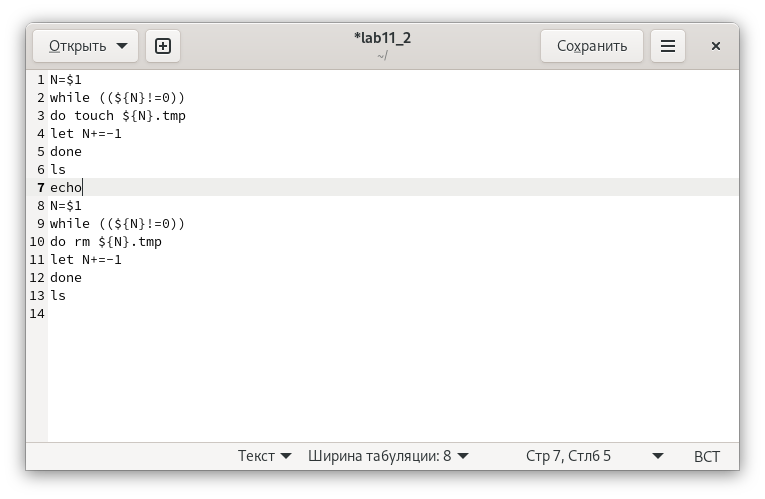 Открыть
*lab11_2
~/
Сохранить
1 N=$1
2 while ((${N}!=0))
3 do touch ${N}.tmp
4 let N+=-1
5 done
6 ls
7 echo
8 N=$1
9 while ((${N}!=0))
10 do rm ${N}.tmp
11 let N+=-1
12 done
13 ls
14
Текст Ширина табуляции: 8 Стр 7, Стлб 5 ВСТ